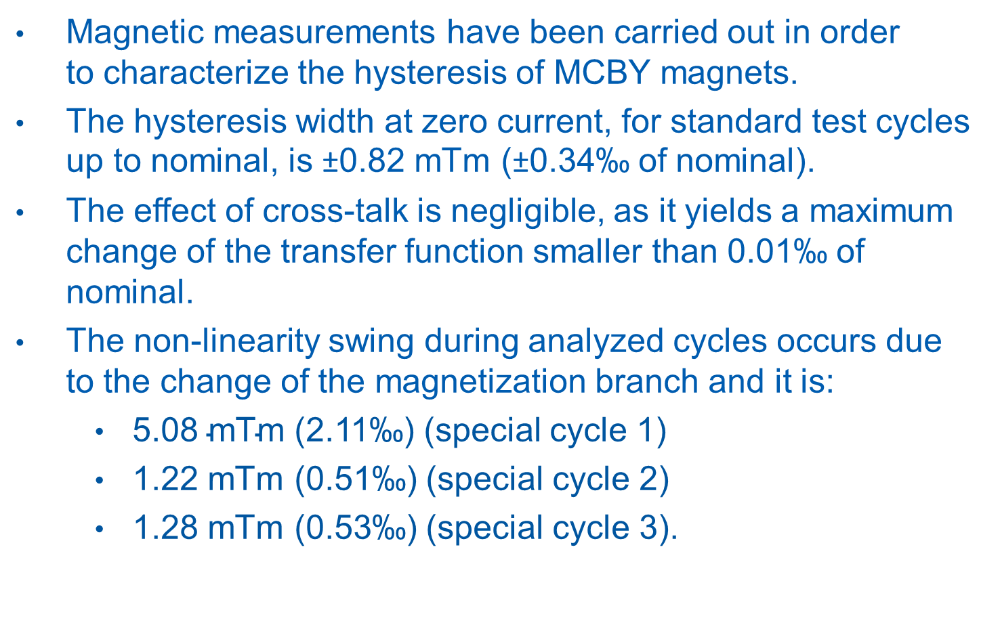 • Magnetic measurements have been carried out in order
to characterize the hysteresis of MCBY magnets.
• The hysteresis width at zero current, for standard test cycles
up to nominal, is ±0.82 mTm (±0.34‰ of nominal).
• The effect of cross-talk is negligible, as it yields a maximum
change of the transfer function smaller than 0.01‰ of
nominal.
• The non-linearity swing during analyzed cycles occurs due
to the change of the magnetization branch and it is:
• 5.08 mTm (2.11‰) (special cycle 1)
• 1.22 mTm (0.51‰) (special cycle 2)
• 1.28 mTm (0.53‰) (special cycle 3).